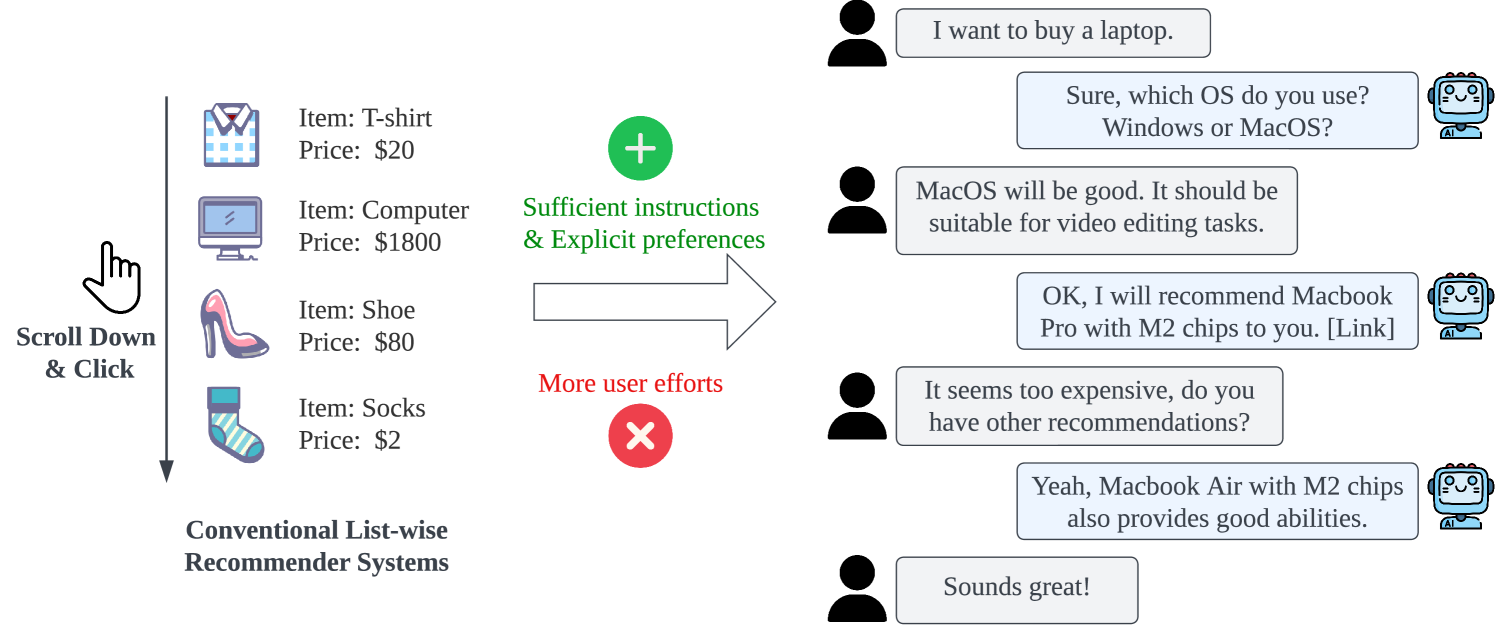 Item: T-shirt
Price: $20
Item: Computer
Price: $1800
Item: Shoe
Price: $80
Item: Socks
Price: $2
Scroll Down
& Click
Conventional List-wise
Recommender Systems
Sufficient instructions
& Explicit preferences
More user efforts
I want to buy a laptop.
Sure, which OS do you use?
Windows or MacOS?
AI
MacOS will be good. It should be
suitable for video editing tasks.
OK, I will recommend Macbook
Pro with M2 chips to you. [Link]
AI
It seems too expensive, do you
have other recommendations?
Yeah, Macbook Air with M2 chips
also provides good abilities.
AI
Sounds great!